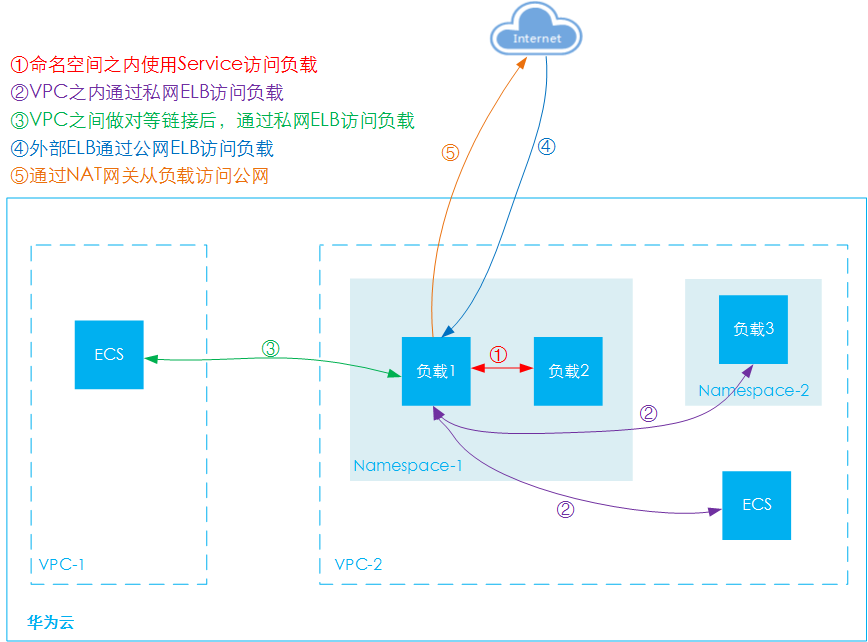 Internet
①命名空间之内使用Service访问负载
②VPC之内通过私网ELB访问负载
③VPC之间做对等链接后，通过私网ELB访问负载
④外部ELB通过公网ELB访问负载
⑤通过NAT网关从负载访问公网
⑤
④
ECS
③
负载1
①
负载2
负载3
Namespace-2
②
Namespace-1
②
ECS
VPC-1
VPC-2
华为云